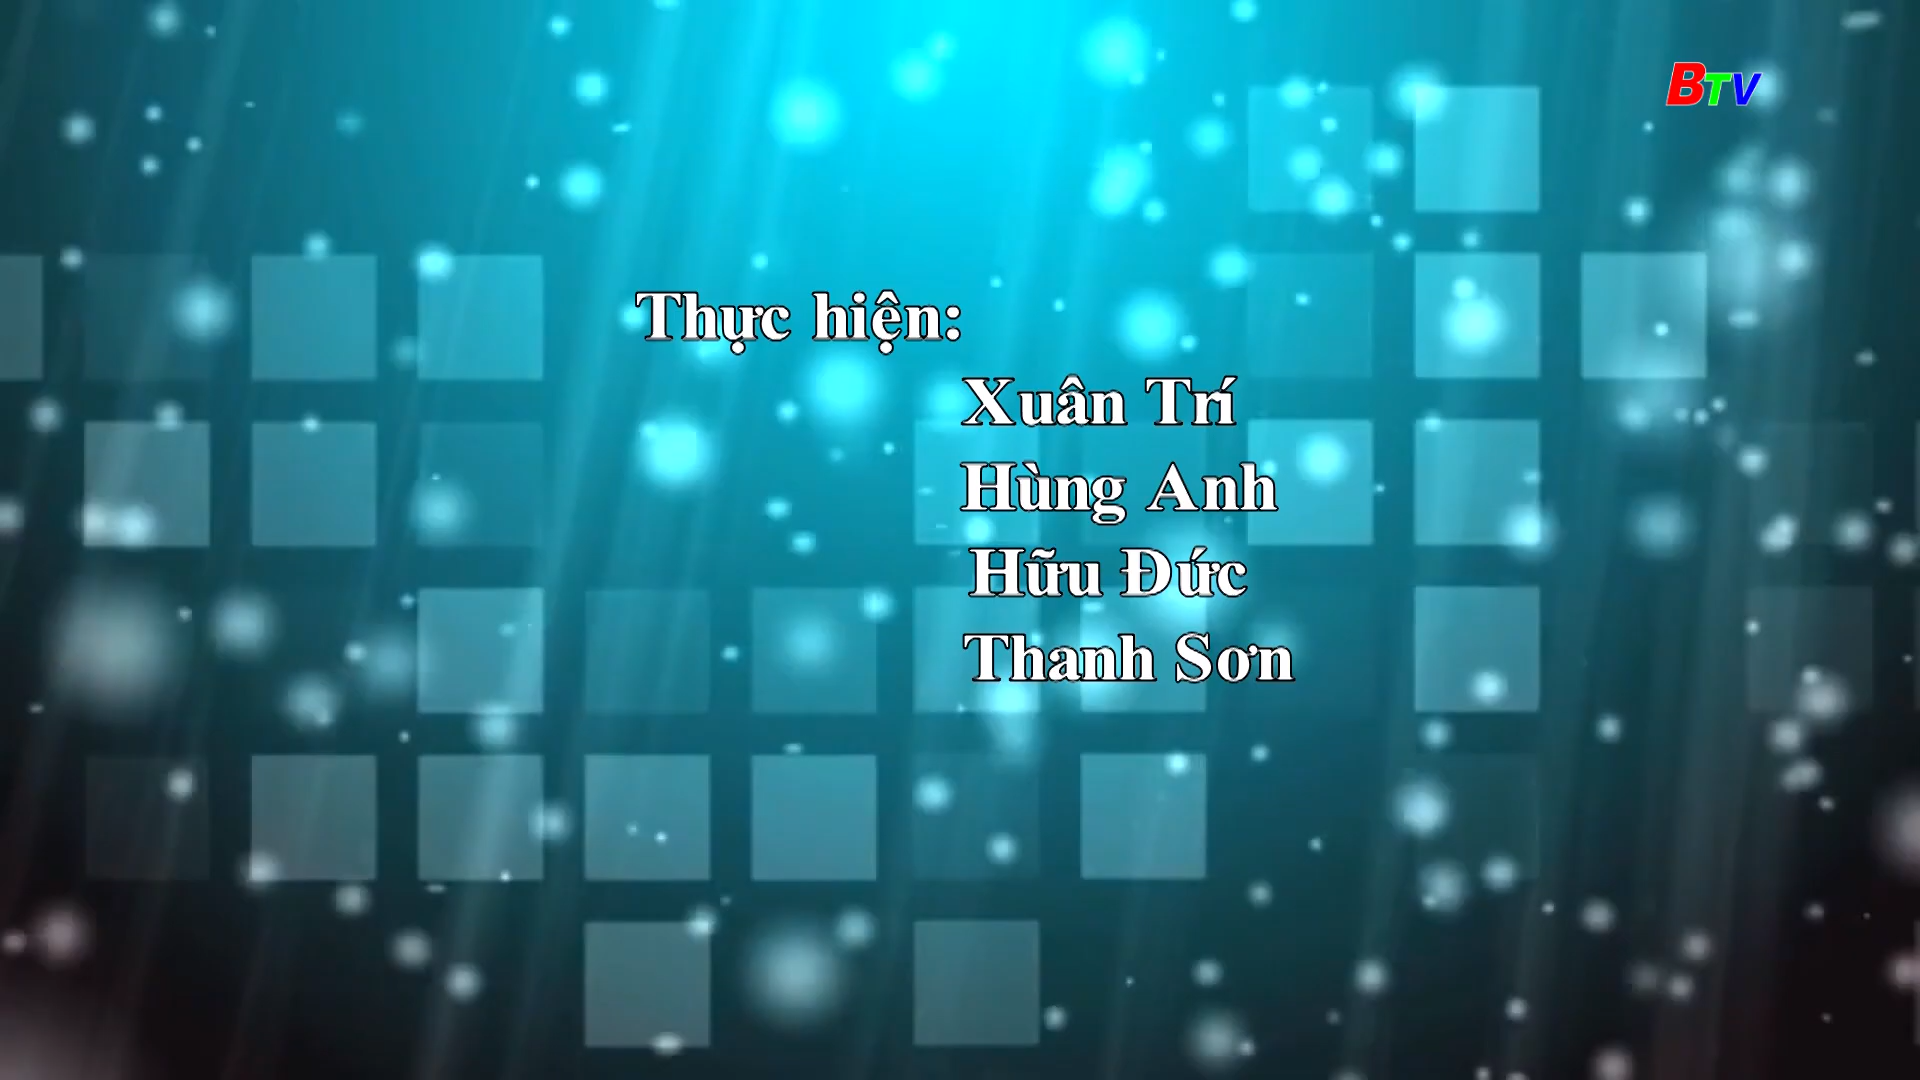 BTV
Thực hiện:
Xuân Trí
Hùng Anh
Hữu Đức
Thanh Sơn